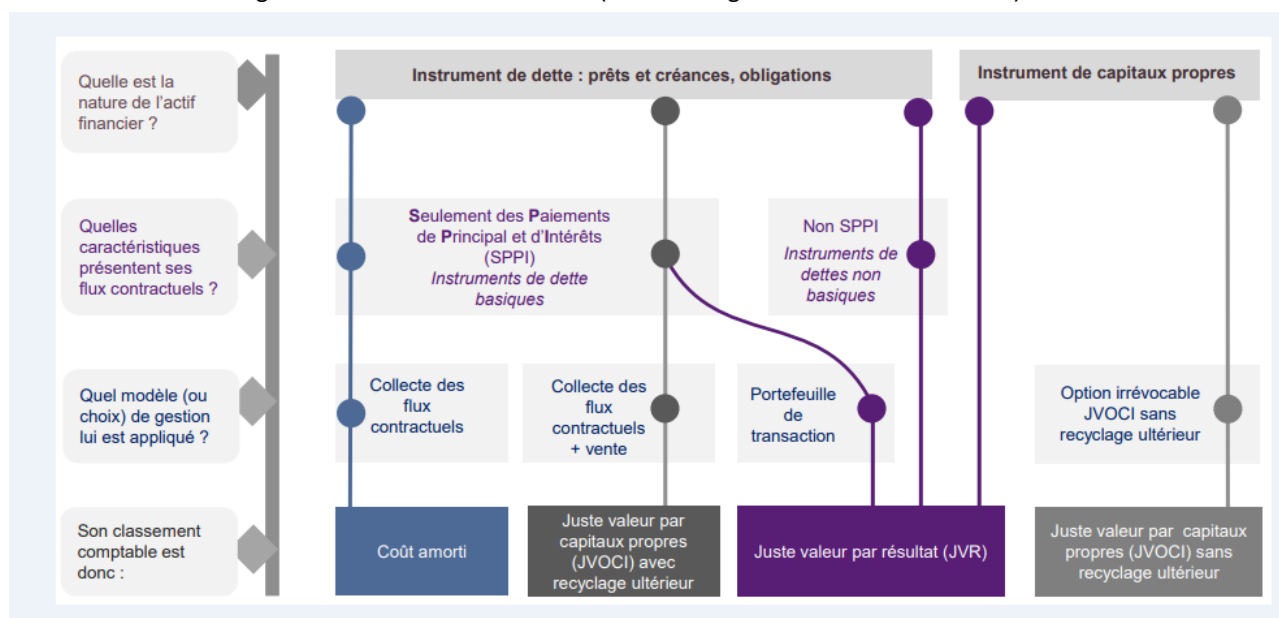 Quelle est la
nature de l'actif
financier ?
Instrument de dette : prêts et créances, obligations
Instrument de capitaux propres
Quelles
caractéristiques
présentent ses
flux contractuels ?
Seulement des Paiements
de Principal et d'Intérêts
(SPPI)
Instruments de dette
basiques
Non SPPI
Instruments de
dettes non
basiques
Quel modèle (ou
choix) de gestion
lui est appliqué ?
Collecte des
flux
contractuels
Collecte des
flux
contractuels
+ vente
Portefeuille
de
transaction
Option irrévocable
JVOCI sans
recyclage ultérieur
Son classement
comptable est
donc :
Coût amorti
Juste valeur par
capitaux propres
(JVOCI) avec
recyclage ultérieur
Juste valeur par résultat (JVR)
Juste valeur par capitaux
propres (JVOCI) sans
recyclage ultérieur